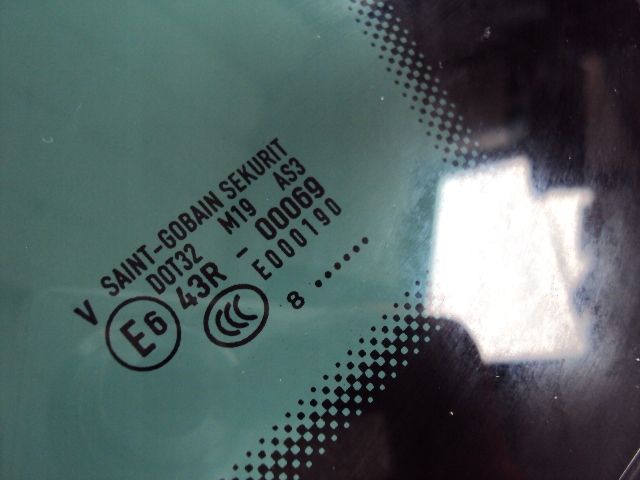 SAINT-GOBAIN SEKURIT
V DOT32 M19 AS3
E6 43R - 00069
CCC E000190
8 .......